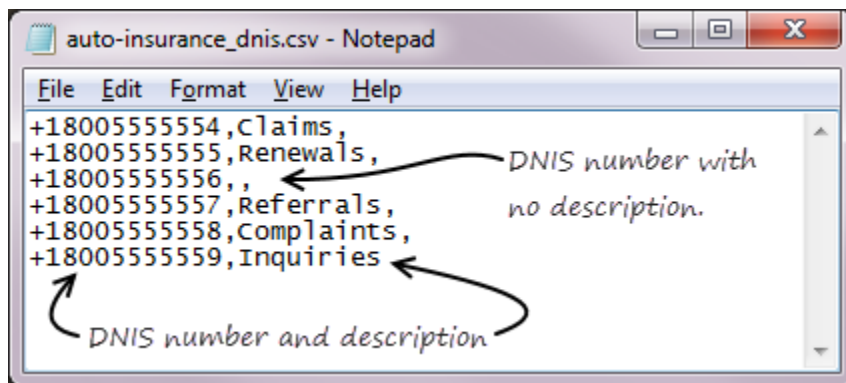 auto-insurance_dnis.csv - Notepad
File Edit Format View Help
+18005555554,Claims,
+18005555555,Renewals,
+18005555556,,
+18005555557,Referrals,
+18005555558,Complaints,
+18005555559,Inquiries
DNIS number with
no description.
DNIS number and description